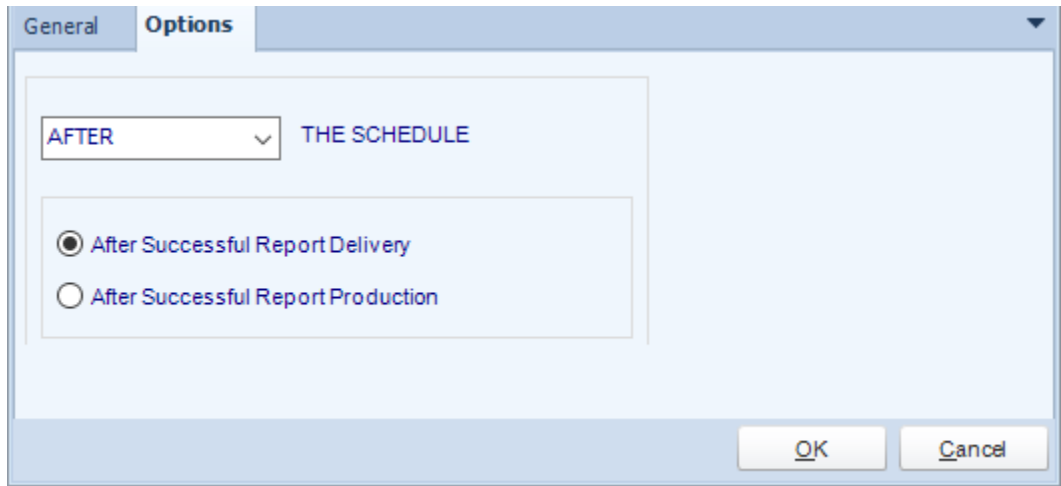 General Options
AFTER THE SCHEDULE
After Successful Report Delivery
After Successful Report Production
OK Cancel